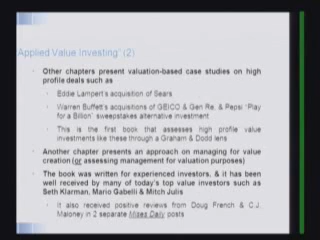 Applied Value Investing" (2)
Other chapters present valuation-based case studies on high
profile deals such as
Eddie Lampert's acquisition of Sears
Warren Buffett's acquisitions of GEICO & Gen Re, & Pepsi "Play
for a Billion" sweepstakes alternative investment
This is the first book that assesses high profile value
investments like these through a Graham & Dodd lens
Another chapter presents an approach on managing for value
creation (or assessing management for valuation purposes)
The book was written for experienced investors, & it has been
well received by many of today's top value investors such as
Seth Klarman, Mario Gabelli & Mitch Julis
It also received positive reviews from Doug French & C.J.
Maloney in 2 separate Mises Daily posts